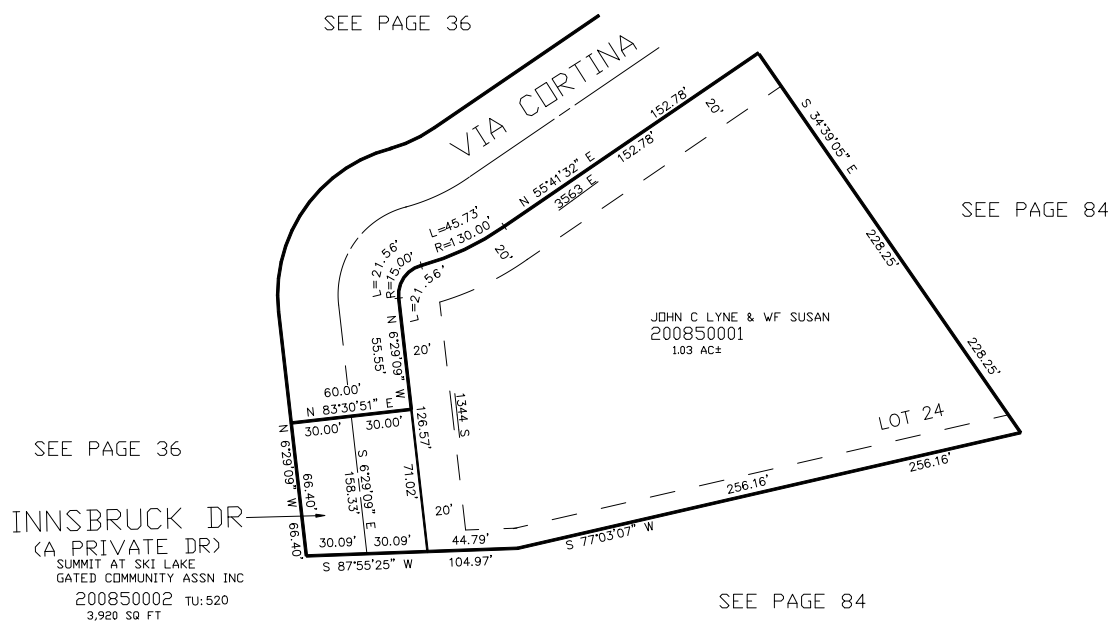 SEE PAGE 36
VIA CORTINA
152.78'
20'
152.78'
N 55°41'32" E
3563 E
S 34°39'05" E
228.25'
SEE PAGE 84
L=45.73'
R=130.00'
20'
L=21.56'
R=15.00'
L=21.56'
JOHN C LYNE & WF SUSAN
200850001
1.03 AC±
N 6°29'09" W
55.55'
20'
228.25'
60.00'
N 83°30'51" E
30.00'
30.00'
126.57'
1344 S
LOT 24
SEE PAGE 36
N 6°29'09" W
66.40'
66.40'
S 6°29'09" E
158.33'
71.02'
256.16'
256.16'
20'
INNSBRUCK DR
(A PRIVATE DR)
SUMMIT AT SKI LAKE
GATED COMMUNITY ASSN INC
200850002 TU:520
3,920 SQ FT
30.09'
30.09'
44.79'
S 77°03'07" W
S 87°55'25" W
104.97'
SEE PAGE 84